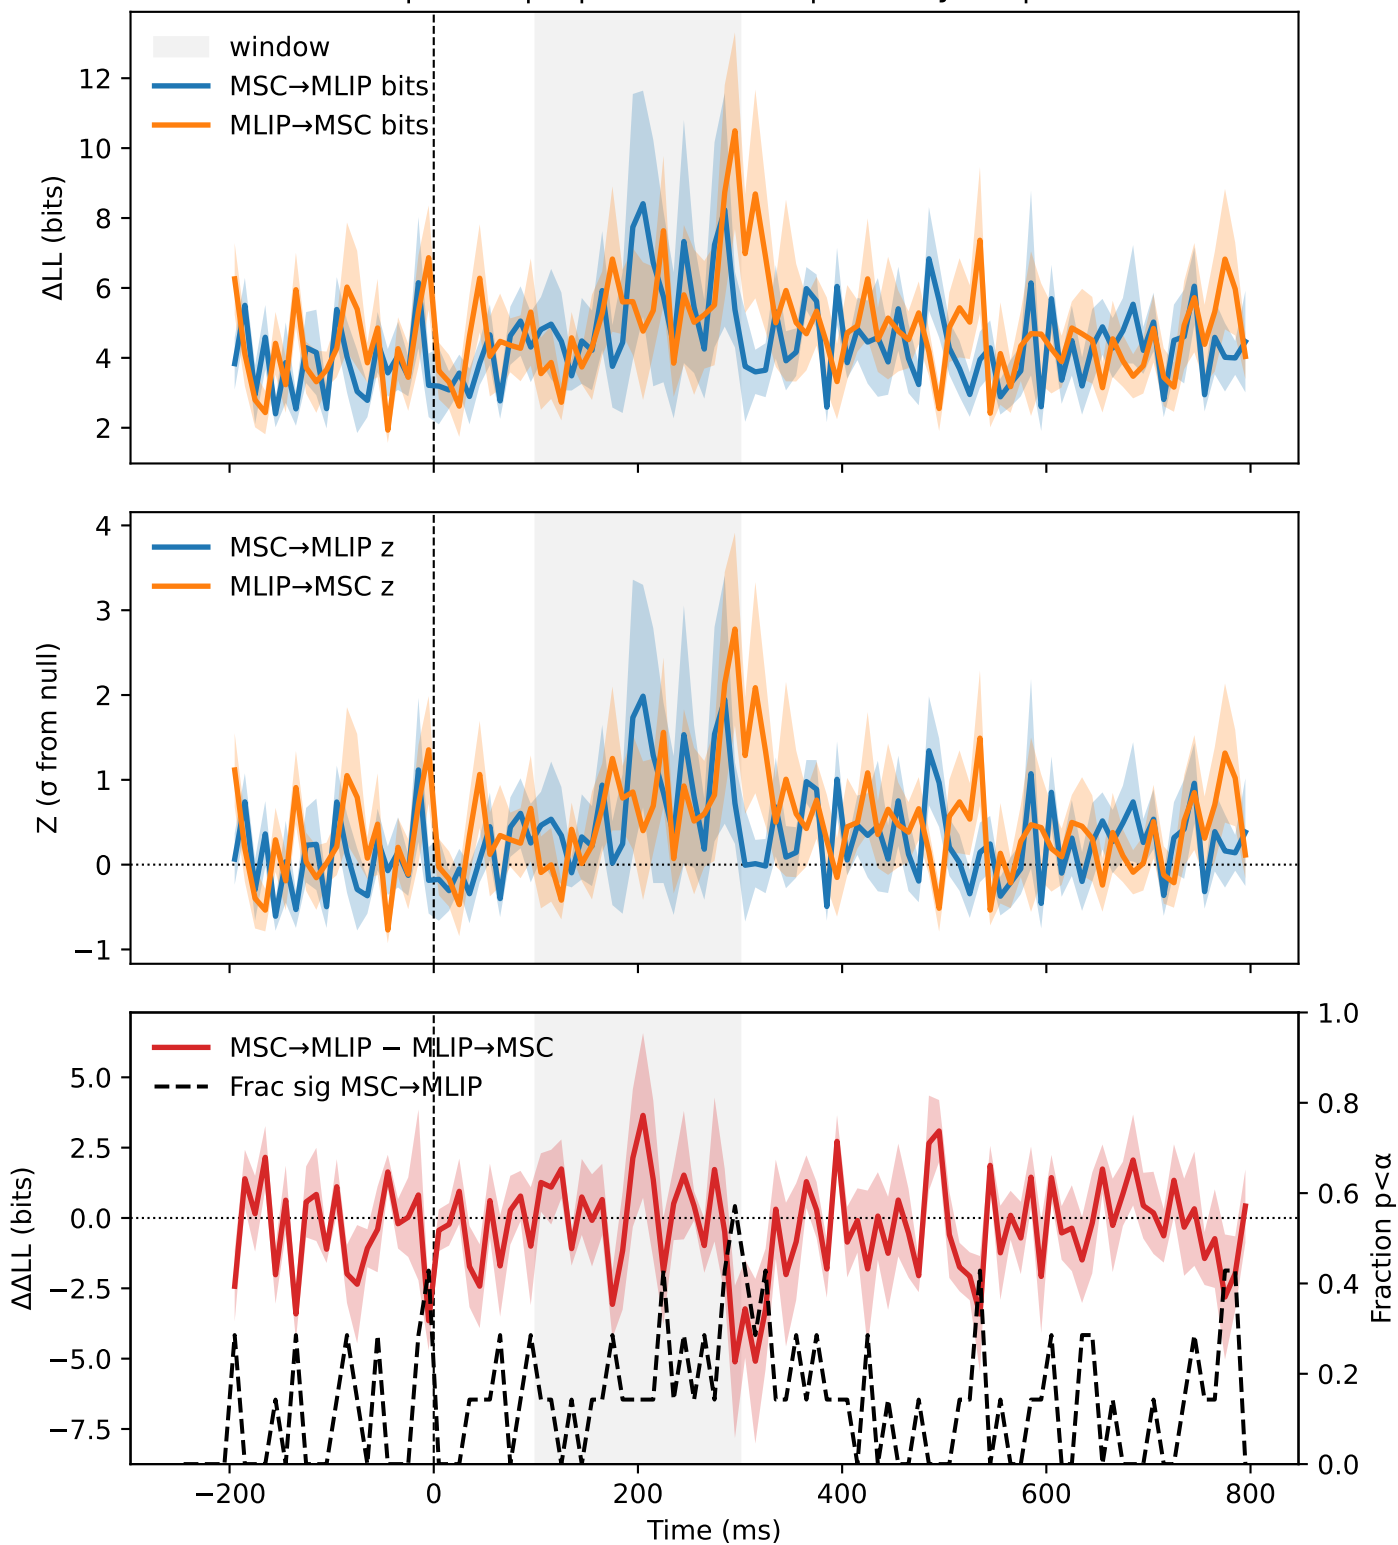 window
MSC→MLIP bits
MLIP→MSC bits
12
10
8
6
4
2
ΔLL (bits)
MSC→MLIP z
MLIP→MSC z
4
3
2
1
0
−1
Z (σ from null)
MSC→MLIP − MLIP→MSC
Frac sig MSC→MLIP
5.0
2.5
0.0
−2.5
−5.0
−7.5
ΔΔLL (bits)
1.0
0.8
0.6
0.4
0.2
0.0
Fraction p<α
−200 0 200 400 600 800
Time (ms)